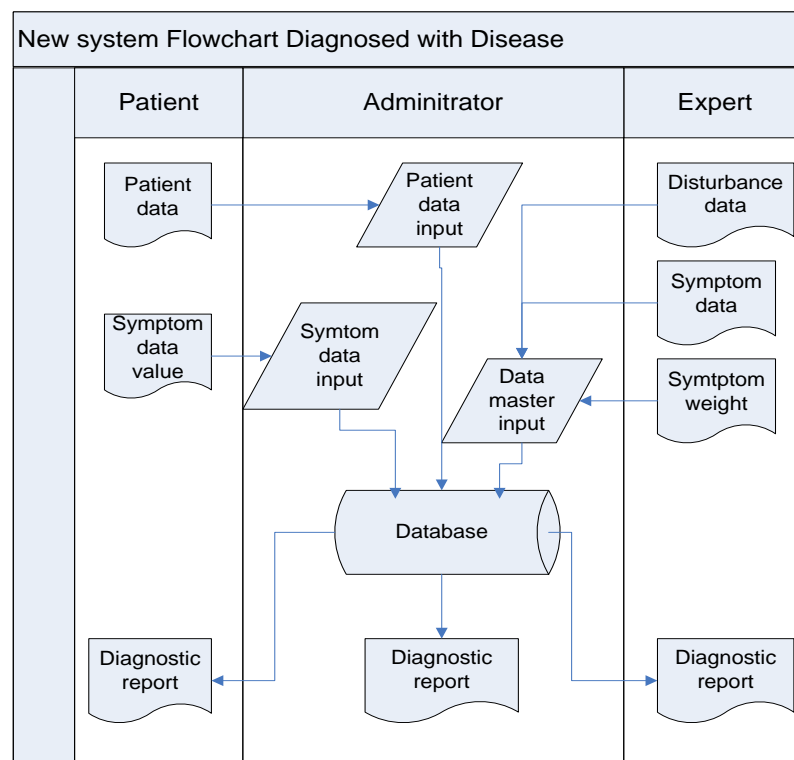 New system Flowchart Diagnosed with Disease
Patient
Adminitrator
Expert
Patient
data
Patient
data
input
Disturbance
data
Symptom
data
value
Symtom
data
input
Symptom
data
Data
master
input
Symtptom
weight
Database
Diagnostic
report
Diagnostic
report
Diagnostic
report